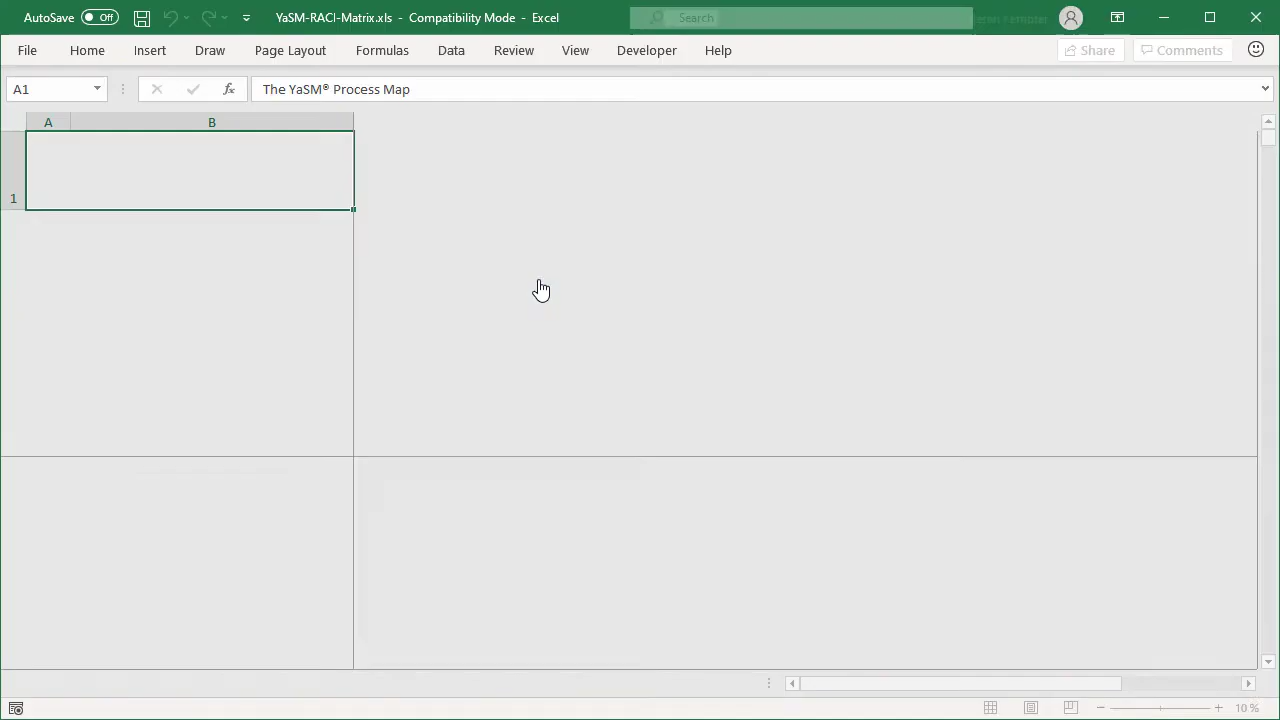 AutoSave Off YaSM-RACI-Matrix.xls - Compatibility Mode - Excel Search
File Home Insert Draw Page Layout Formulas Data Review View Developer Help Share Comments
A1 fx The YaSM® Process Map
A B
1
10 %